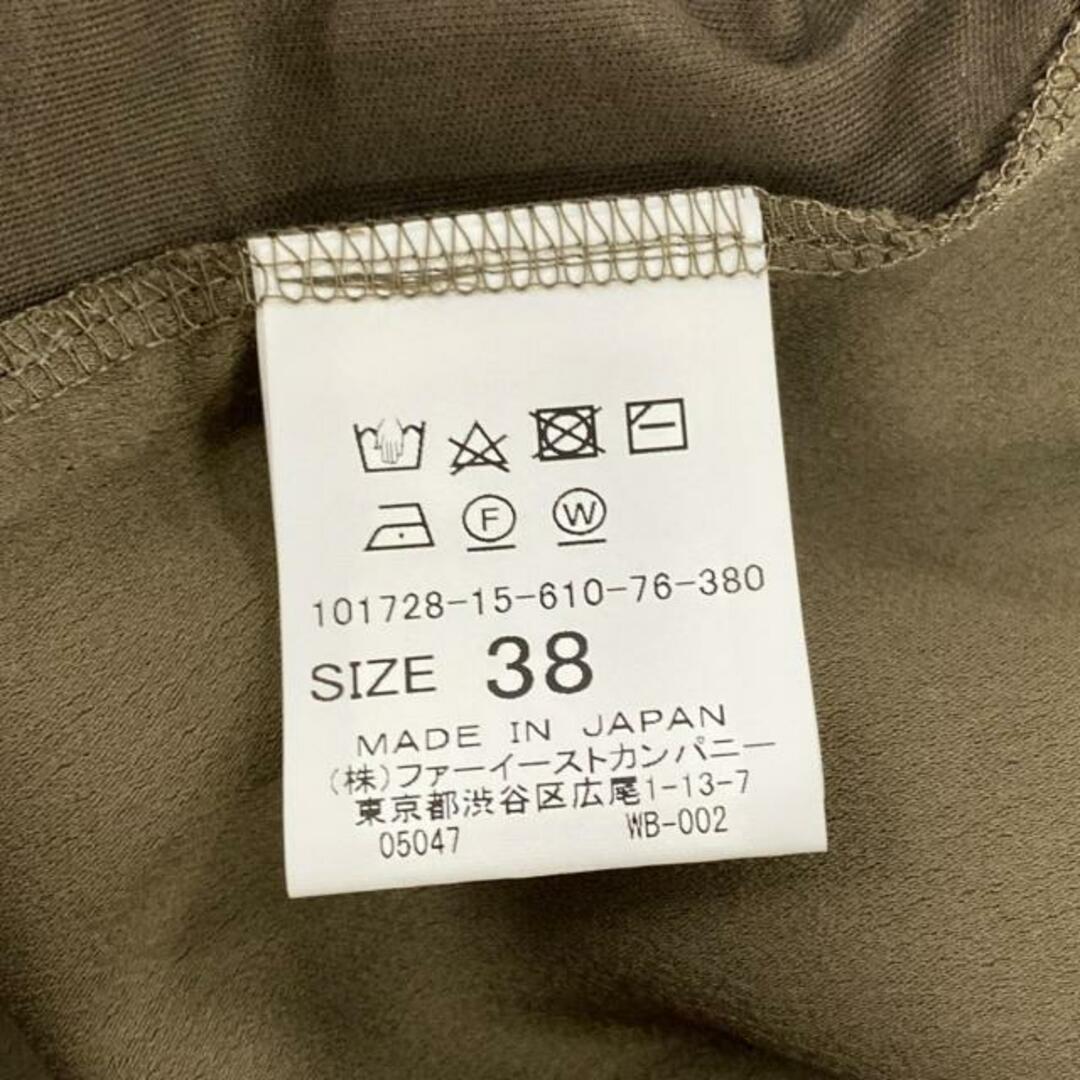 F W
101728-15-610-76-380
SIZE 38
MADE IN JAPAN
(株)ファーイーストカンパニー
東京都渋谷区広尾1-13-7
05047 WB-002